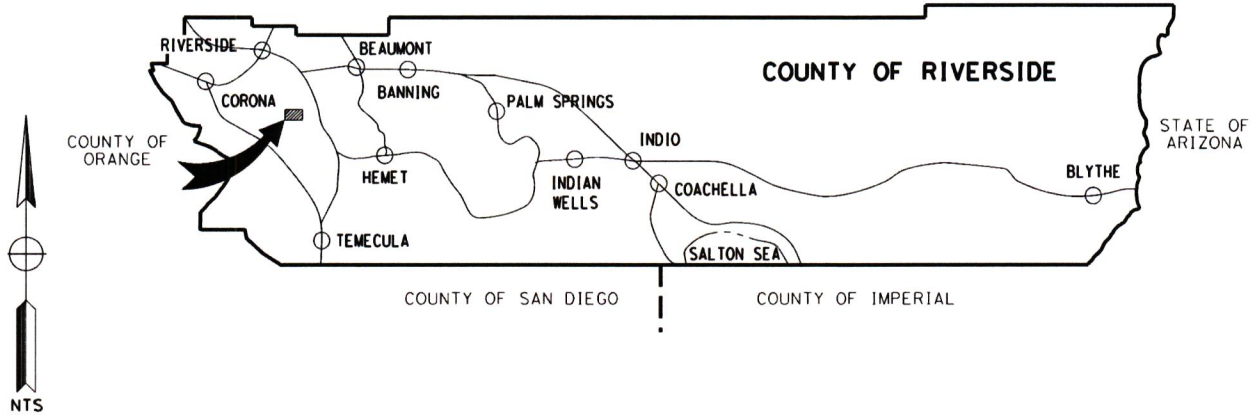 RIVERSIDE
BEAUMONT
COUNTY OF RIVERSIDE
CORONA
BANNING
PALM SPRINGS
COUNTY OF
ORANGE
STATE OF
ARIZONA
INDIO
HEMET
INDIAN
WELLS
COACHELLA
BLYTHE
TEMECULA
SALTON SEA
COUNTY OF SAN DIEGO
COUNTY OF IMPERIAL
NTS